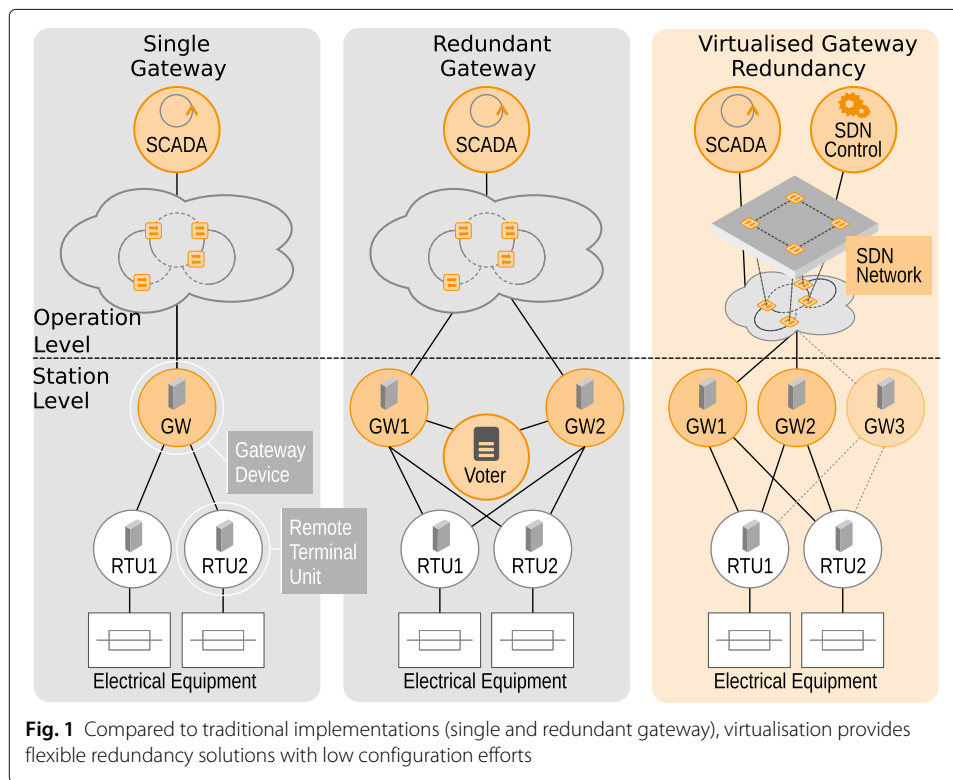 Single
Gateway
SCADA
Operation
Level
Station
Level
GW
Gateway
Device
RTU1
RTU2
Remote
Terminal
Unit
Electrical Equipment
Redundant
Gateway
SCADA
GW1
GW2
Voter
RTU1
RTU2
Electrical Equipment
Virtualised Gateway
Redundancy
SCADA
SDN
Control
SDN
Network
GW1
GW2
GW3
RTU1
RTU2
Electrical Equipment
Fig. 1 Compared to traditional implementations (single and redundant gateway), virtualisation provides
flexible redundancy solutions with low configuration efforts